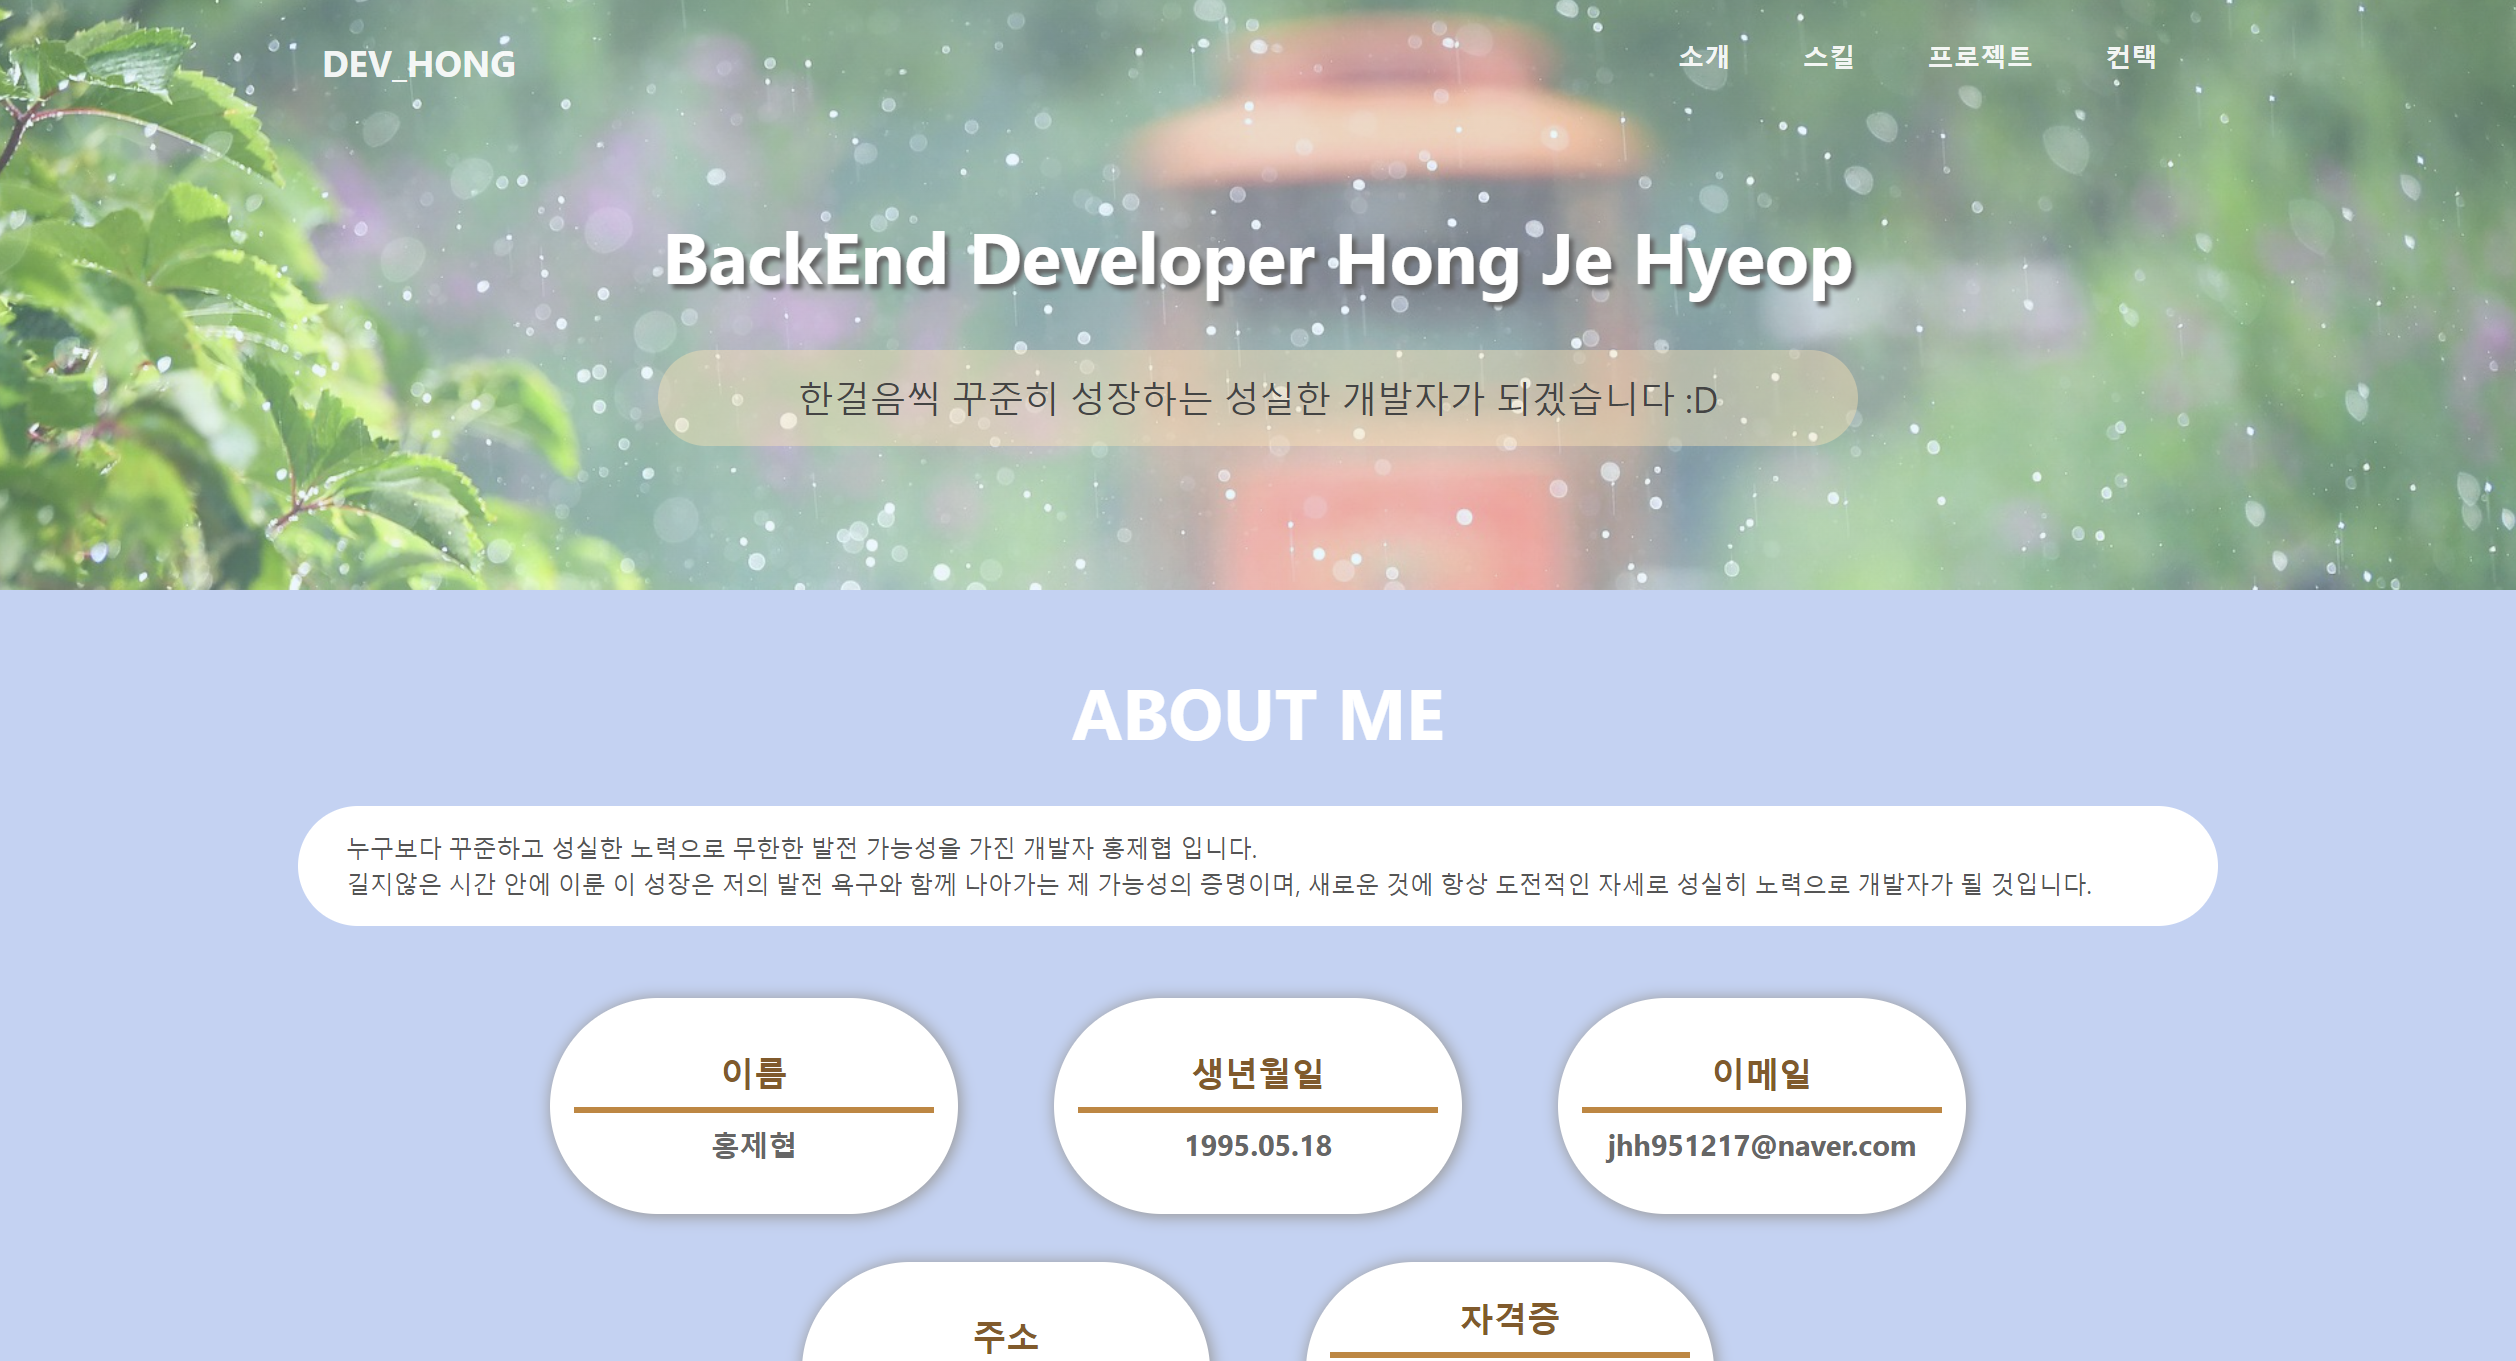 DEV_HONG
소개 스킬 프로젝트 컨택
BackEnd Developer Hong Je Hyeop
한걸음씩 꾸준히 성장하는 성실한 개발자가 되겠습니다 :D
ABOUT ME
누구보다 꾸준하고 성실한 노력으로 무한한 발전 가능성을 가진 개발자 홍제협 입니다.
길지않은 시간 안에 이룬 이 성장은 저의 발전 욕구와 함께 나아가는 제 가능성의 증명이며, 새로운 것에 항상 도전적인 자세로 성실히 노력으로 개발자가 될 것입니다.
이름
홍제협
생년월일
1995.05.18
이메일
jhh951217@naver.com
주소
자격증